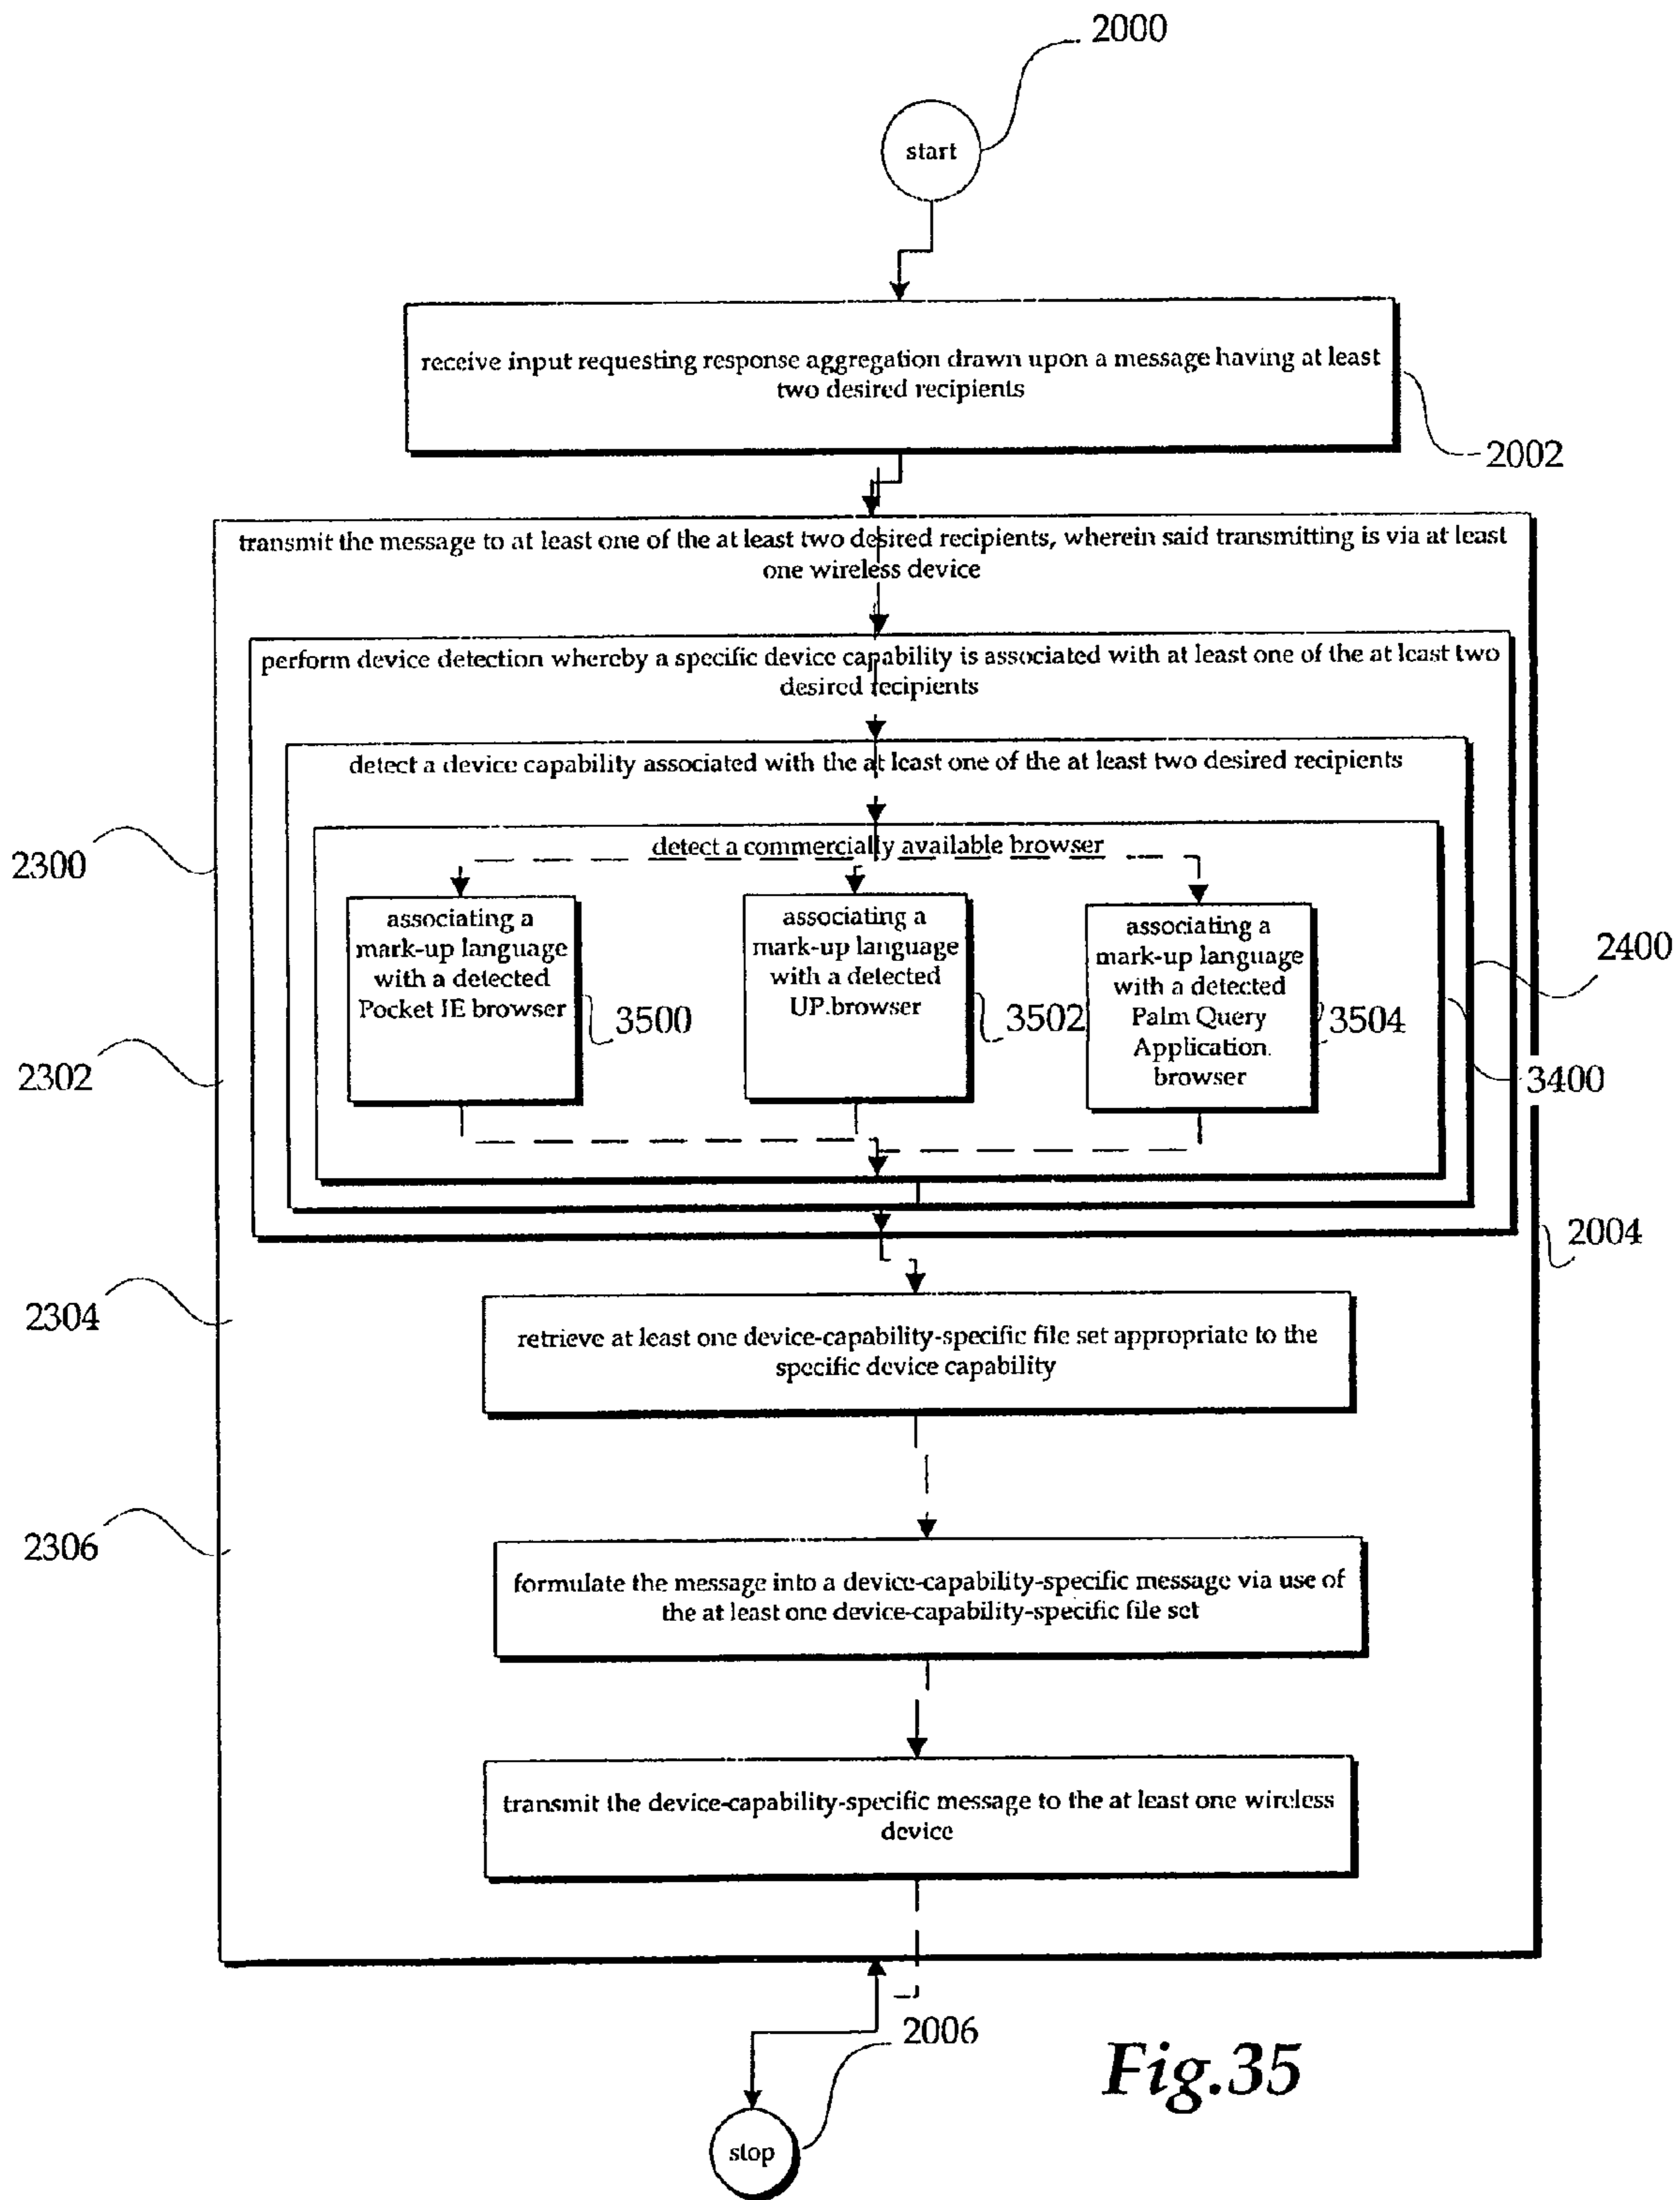 2000
start
receive input requesting response aggregation drawn upon a message having at least
two desired recipients
2002
transmit the message to at least one of the at least two desired recipients, wherein said transmitting is via at least
one wireless device
perform device detection whereby a specific device capability is associated with at least one of the at least two
desired recipients
detect a device capability associated with the at least one of the at least two desired recipients
detect a commercially available browser
2300
associating a
mark-up language
with a detected
Pocket IE browser
3500
associating a
mark-up language
with a detected
UP.browser
3502
associating a
mark-up language
with a detected
Palm Query
Application.
browser
3504
2400
2302
3400
2004
2304
retrieve at least one device-capability-specific file set appropriate to the
specific device capability
2306
formulate the message into a device-capability-specific message via use of
the at least one device-capability-specific file set
transmit the device-capability-specific message to the at least one wireless
device
2006
stop
Fig.35